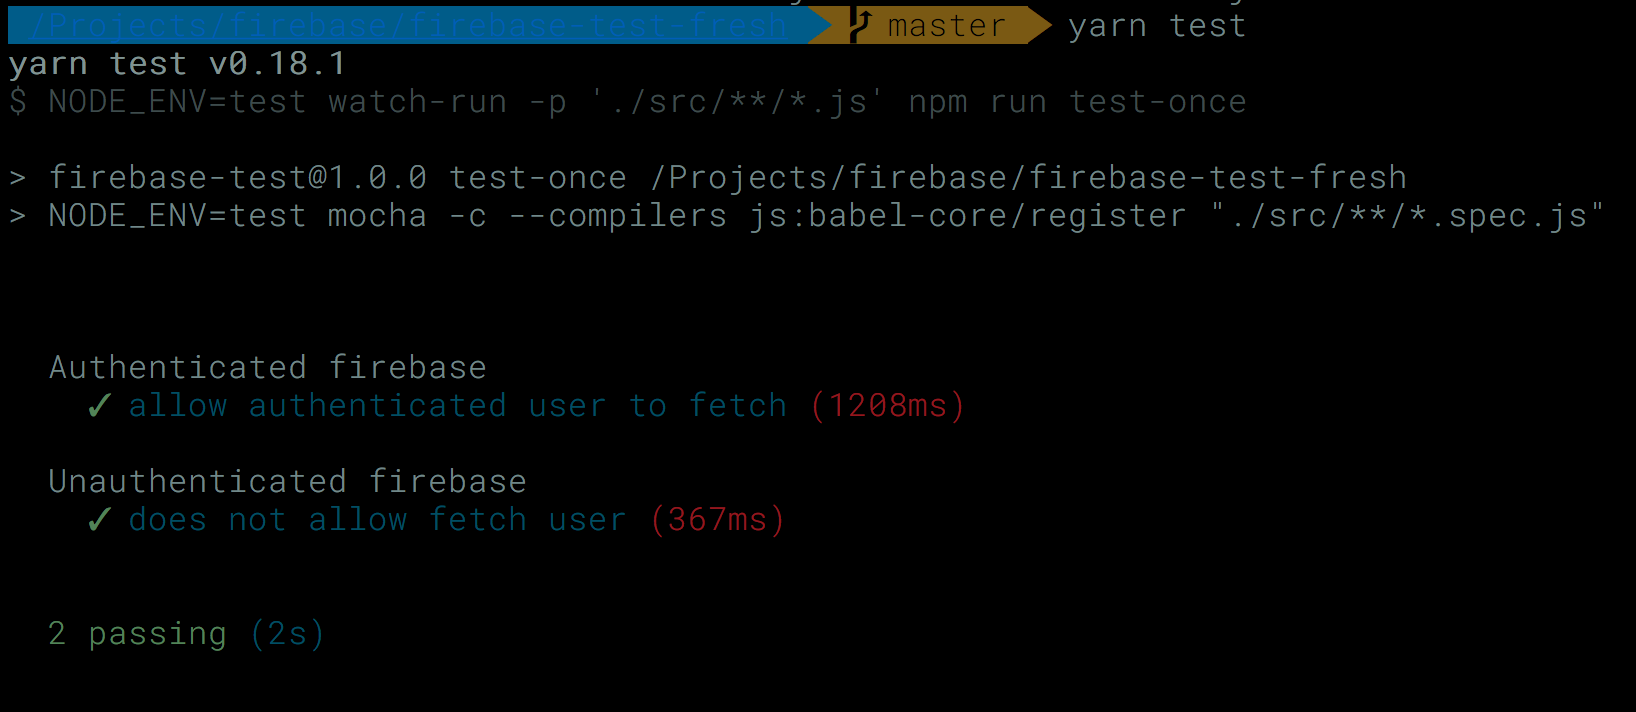 /Projects/firebase/firebase-test-fresh master yarn test
yarn test v0.18.1
$ NODE_ENV=test watch-run -p './src/**/*.js' npm run test-once
> firebase-test@1.0.0 test-once /Projects/firebase/firebase-test-fresh
> NODE_ENV=test mocha -c --compilers js:babel-core/register "./src/**/*.spec.js"
Authenticated firebase
✓ allow authenticated user to fetch (1208ms)
Unauthenticated firebase
✓ does not allow fetch user (367ms)
2 passing (2s)